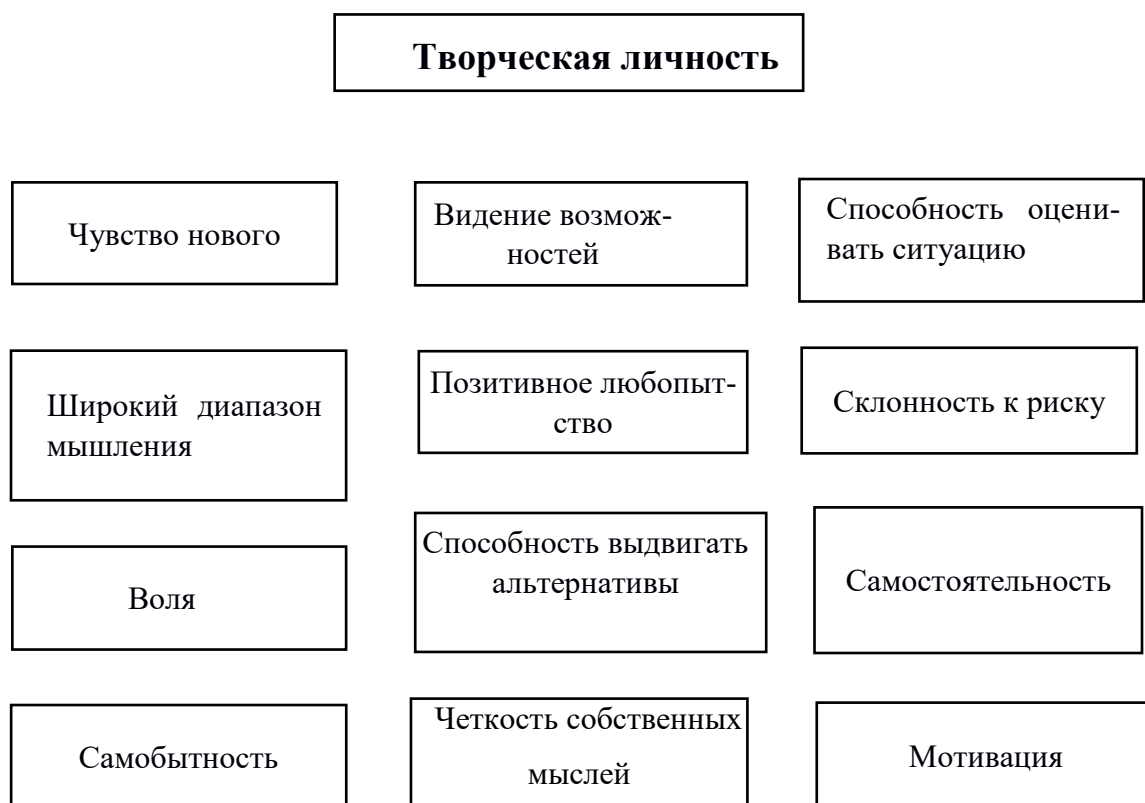 Творческая личность
Чувство нового
Видение возмож-
ностей
Способность оцени-
вать ситуацию
Широкий диапазон
мышления
Позитивное любопыт-
ство
Склонность к риску
Воля
Способность выдвигать
альтернативы
Самостоятельность
Самобытность
Четкость собственных
мыслей
Мотивация